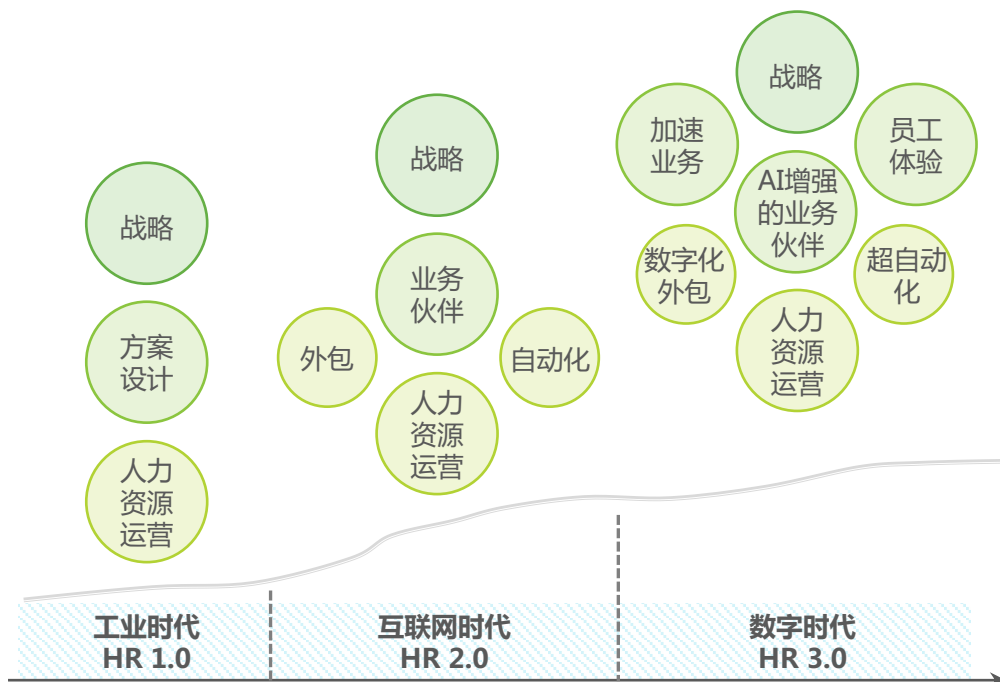 战略
方案
设计
人力
资源
运营
战略
业务
伙伴
外包
自动化
人力
资源
运营
战略
加速
业务
员工
体验
AI增强
的业务
伙伴
数字化
外包
超自动
化
人力
资源
运营
工业时代
HR 1.0
互联网时代
HR 2.0
数字时代
HR 3.0